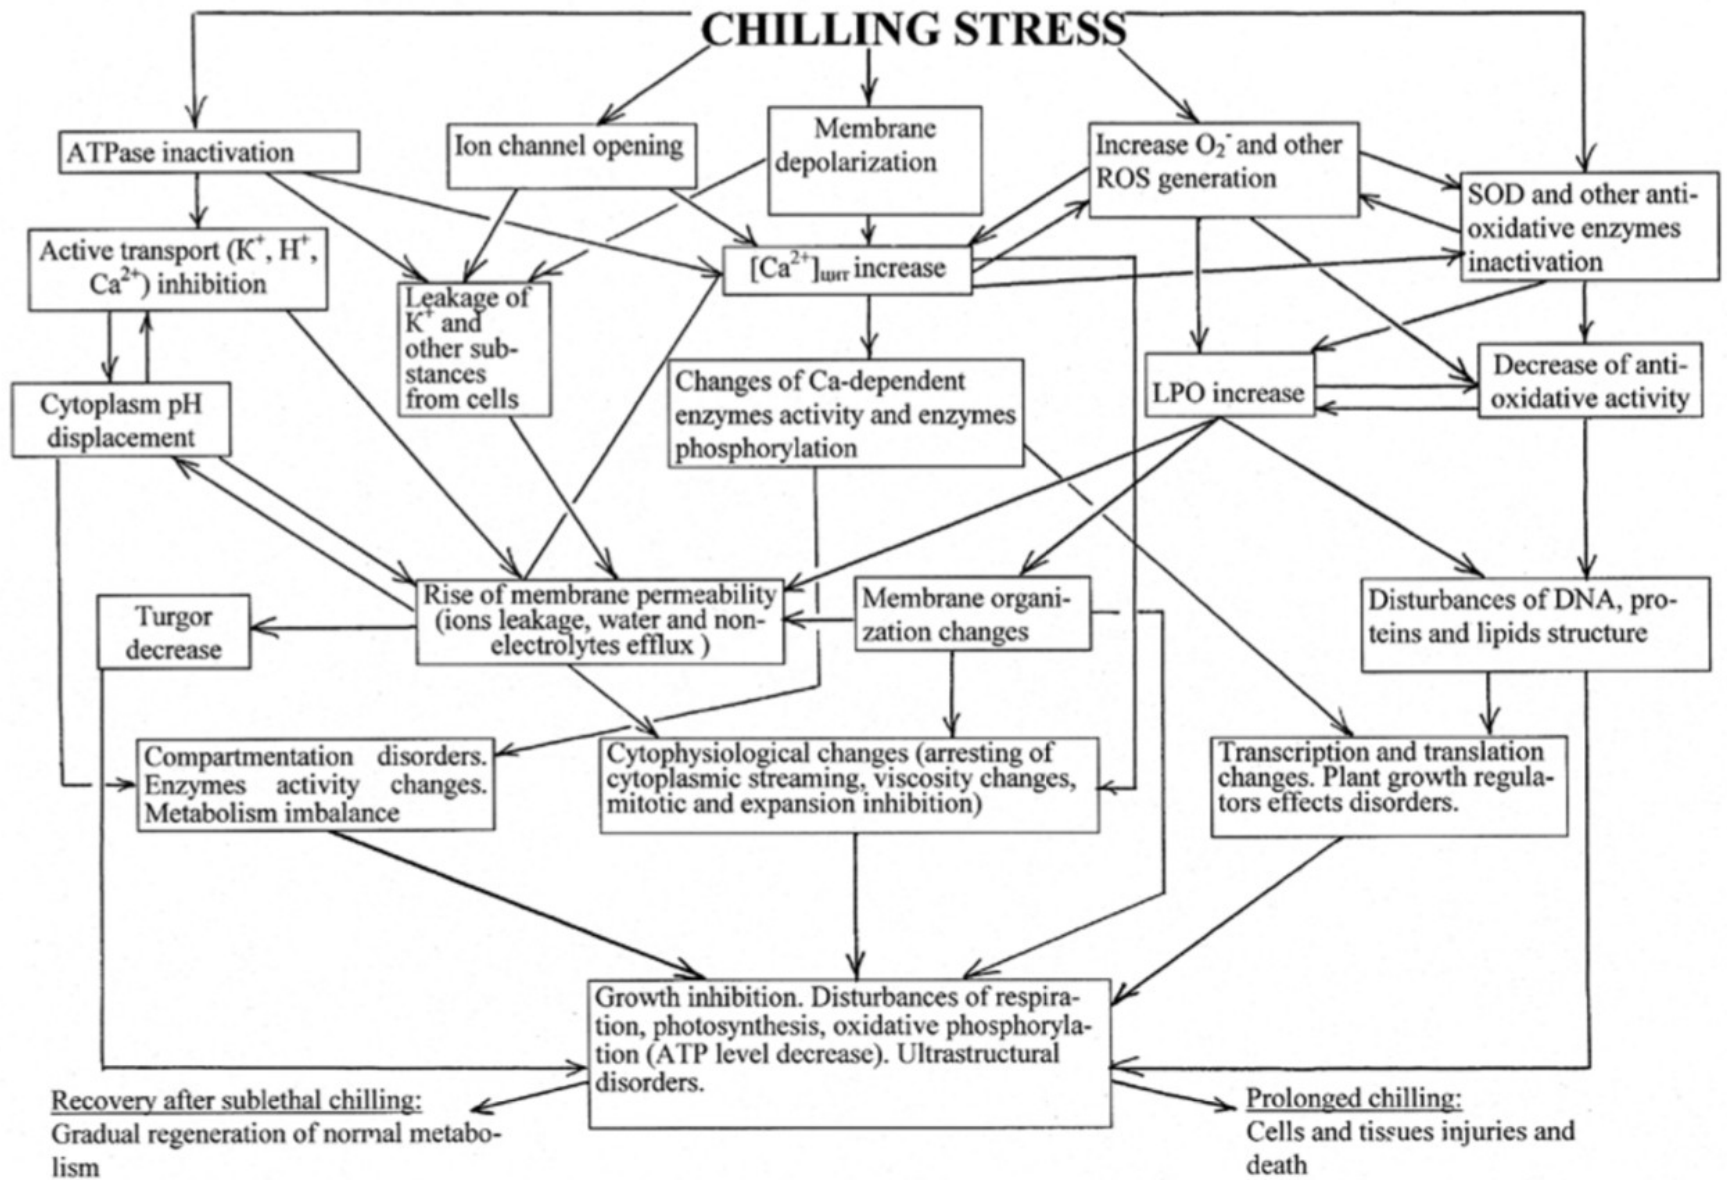 CHILLING STRESS
ATPase inactivation
Ion channel opening
Membrane
depolarization
Increase O₂⁻ and other
ROS generation
SOD and other anti-
oxidative enzymes
inactivation
Active transport (K⁺, H⁺,
Ca²⁺) inhibition
[Ca²⁺]цит increase
Leakage of
K⁺ and
other sub-
stances
from cells
Changes of Ca-dependent
enzymes activity and enzymes
phosphorylation
LPO increase
Decrease of anti-
oxidative activity
Cytoplasm pH
displacement
Turgor
decrease
Rise of membrane permeability
(ions leakage, water and non-
electrolytes efflux )
Membrane organi-
zation changes
Disturbances of DNA, pro-
teins and lipids structure
Compartmentation disorders.
Enzymes activity changes.
Metabolism imbalance
Cytophysiological changes (arresting of
cytoplasmic streaming, viscosity changes,
mitotic and expansion inhibition)
Transcription and translation
changes. Plant growth regula-
tors effects disorders.
Growth inhibition. Disturbances of respira-
tion, photosynthesis, oxidative phosphoryla-
tion (ATP level decrease). Ultrastructural
disorders.
Recovery after sublethal chilling:
Gradual regeneration of normal metabo-
lism
Prolonged chilling:
Cells and tissues injuries and
death